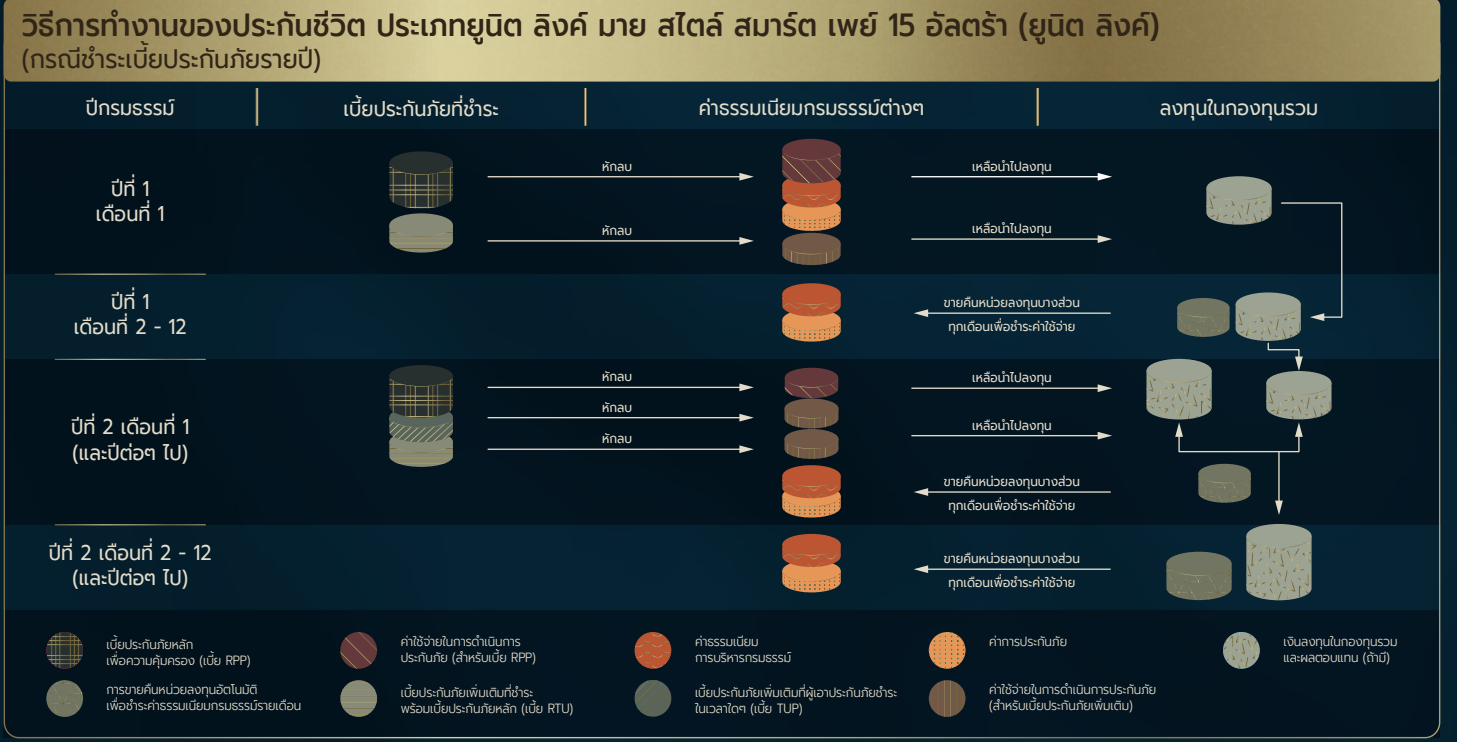 วิธีการทำงานของประกันชีวิต ประเภทยูนิต ลิงค์ มาย สไตล์ สมาร์ต เพย์ 15 อัลตร้า (ยูนิต ลิงค์)
(กรณีชำระเบี้ยประกันภัยรายปี)
ปีกรมธรรม์
เบี้ยประกันภัยที่ชำระ
ค่าธรรมเนียมกรมธรรม์ต่างๆ
ลงทุนในกองทุนรวม
ปีที่ 1
เดือนที่ 1
หักลบ
เหลือนำไปลงทุน
หักลบ
เหลือนำไปลงทุน
ปีที่ 1
เดือนที่ 2 - 12
ขายคืนหน่วยลงทุนบางส่วน
ทุกเดือนเพื่อชำระค่าใช้จ่าย
ปีที่ 2 เดือนที่ 1
(และปีต่อๆ ไป)
หักลบ
เหลือนำไปลงทุน
หักลบ
หักลบ
เหลือนำไปลงทุน
ขายคืนหน่วยลงทุนบางส่วน
ทุกเดือนเพื่อชำระค่าใช้จ่าย
ปีที่ 2 เดือนที่ 2 - 12
(และปีต่อๆ ไป)
ขายคืนหน่วยลงทุนบางส่วน
ทุกเดือนเพื่อชำระค่าใช้จ่าย
เบี้ยประกันภัยหลัก
เพื่อความคุ้มครอง (เบี้ย RPP)
ค่าใช้จ่ายในการดำเนินการ
ประกันภัย (สำหรับเบี้ย RPP)
ค่าธรรมเนียม
การบริหารกรมธรรม์
ค่าการประกันภัย
เงินลงทุนในกองทุนรวม
และผลตอบแทน (ถ้ามี)
การขายคืนหน่วยลงทุนอัตโนมัติ
เพื่อชำระค่าธรรมเนียมกรมธรรม์รายเดือน
เบี้ยประกันภัยเพิ่มเติมที่ชำระ
พร้อมเบี้ยประกันภัยหลัก (เบี้ย RTU)
เบี้ยประกันภัยเพิ่มเติมที่ผู้เอาประกันภัยชำระ
ในเวลาใดๆ (เบี้ย TUP)
ค่าใช้จ่ายในการดำเนินการประกันภัย
(สำหรับเบี้ยประกันภัยเพิ่มเติม)